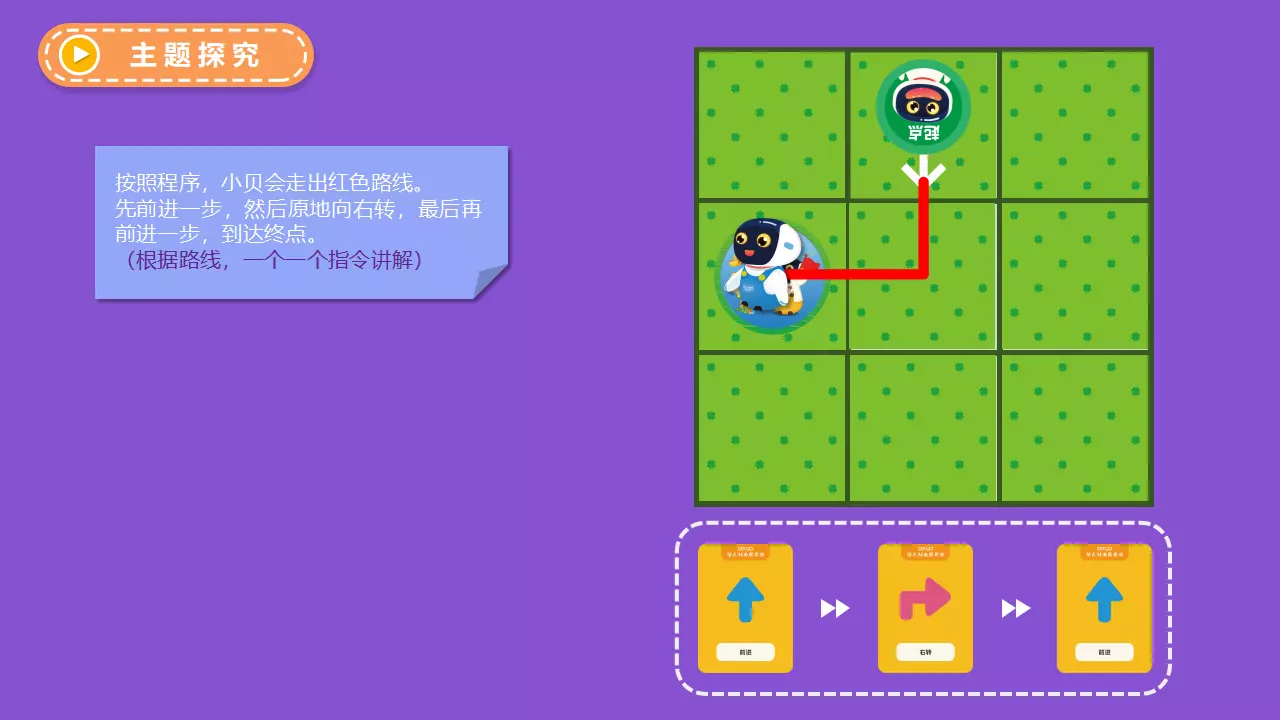 主题探究
按照程序，小贝会走出红色路线。
先前进一步，然后原地向右转，最后再
前进一步，到达终点。
（根据路线，一个一个指令讲解）
起点
前进
右转
前进